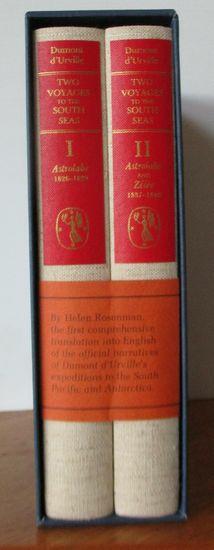 Dumont
d'Urville
TWO
VOYAGES
TO THE
SOUTH
SEAS
I
Astrolabe
1826–1829
Dumont
d'Urville
TWO
VOYAGES
TO THE
SOUTH
SEAS
II
Astrolabe
AND
Zélée
1837–1840
By Helen Rosenman,
the first comprehensive
translation into English
of the official narratives
of Dumont d'Urville's
expeditions to the South
Pacific and Antarctica.